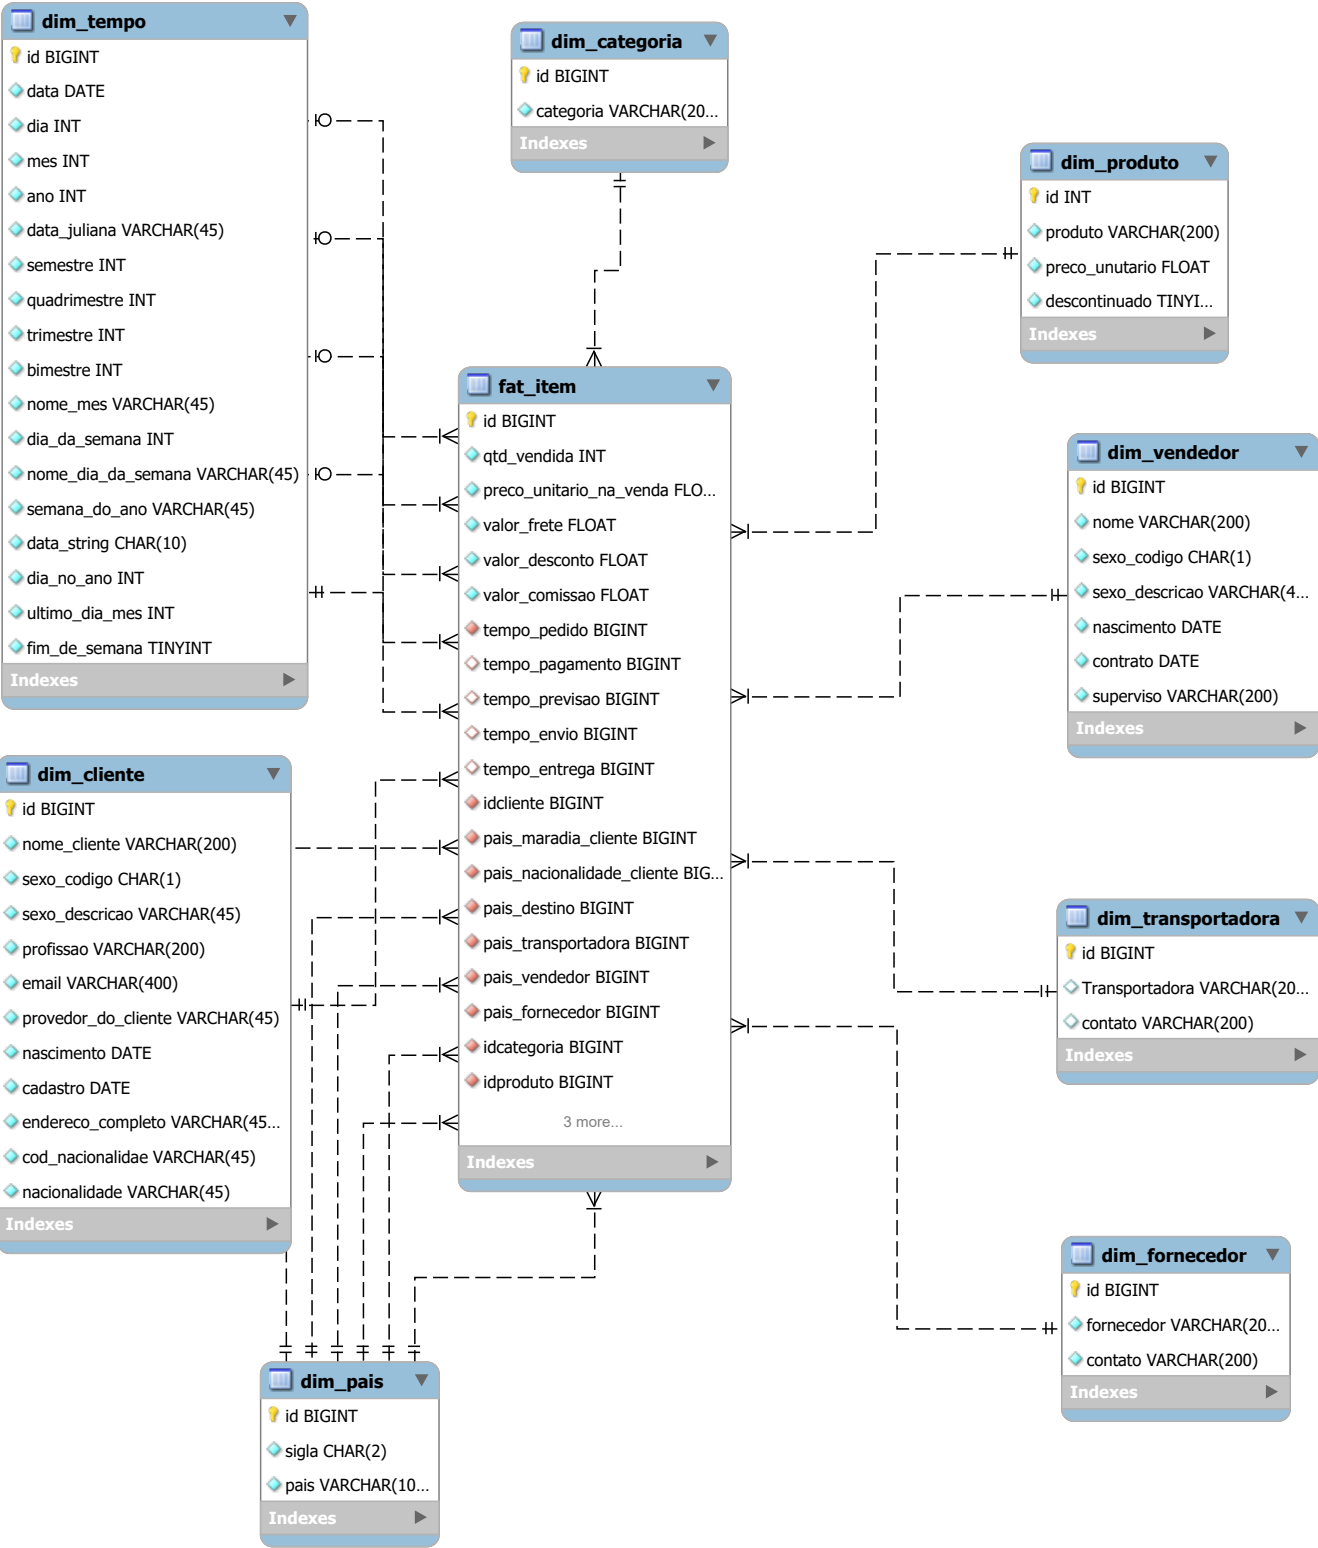 dim_tempo
id BIGINT
data DATE
dia INT
mes INT
ano INT
data_juliana VARCHAR(45)
semestre INT
quadrimestre INT
trimestre INT
bimestre INT
nome_mes VARCHAR(45)
dia_da_semana INT
nome_dia_da_semana VARCHAR(45)
semana_do_ano VARCHAR(45)
data_string CHAR(10)
dia_no_ano INT
ultimo_dia_mes INT
fim_de_semana TINYINT
Indexes
dim_categoria
id BIGINT
categoria VARCHAR(20...
Indexes
dim_produto
id INT
produto VARCHAR(200)
preco_unutario FLOAT
descontinuado TINYI...
Indexes
fat_item
id BIGINT
qtd_vendida INT
preco_unitario_na_venda FLO...
valor_frete FLOAT
valor_desconto FLOAT
valor_comissao FLOAT
tempo_pedido BIGINT
tempo_pagamento BIGINT
tempo_previsao BIGINT
tempo_envio BIGINT
tempo_entrega BIGINT
idcliente BIGINT
pais_maradia_cliente BIGINT
pais_nacionalidade_cliente BIG...
pais_destino BIGINT
pais_transportadora BIGINT
pais_vendedor BIGINT
pais_fornecedor BIGINT
idcategoria BIGINT
idproduto BIGINT
3 more...
Indexes
dim_vendedor
id BIGINT
nome VARCHAR(200)
sexo_codigo CHAR(1)
sexo_descricao VARCHAR(4...
nascimento DATE
contrato DATE
superviso VARCHAR(200)
Indexes
dim_cliente
id BIGINT
nome_cliente VARCHAR(200)
sexo_codigo CHAR(1)
sexo_descricao VARCHAR(45)
profissao VARCHAR(200)
email VARCHAR(400)
provedor_do_cliente VARCHAR(45)
nascimento DATE
cadastro DATE
endereco_completo VARCHAR(45...
cod_nacionalidae VARCHAR(45)
nacionalidade VARCHAR(45)
Indexes
dim_transportadora
id BIGINT
Transportadora VARCHAR(20...
contato VARCHAR(200)
Indexes
dim_fornecedor
id BIGINT
fornecedor VARCHAR(20...
contato VARCHAR(200)
Indexes
dim_pais
id BIGINT
sigla CHAR(2)
pais VARCHAR(10...
Indexes